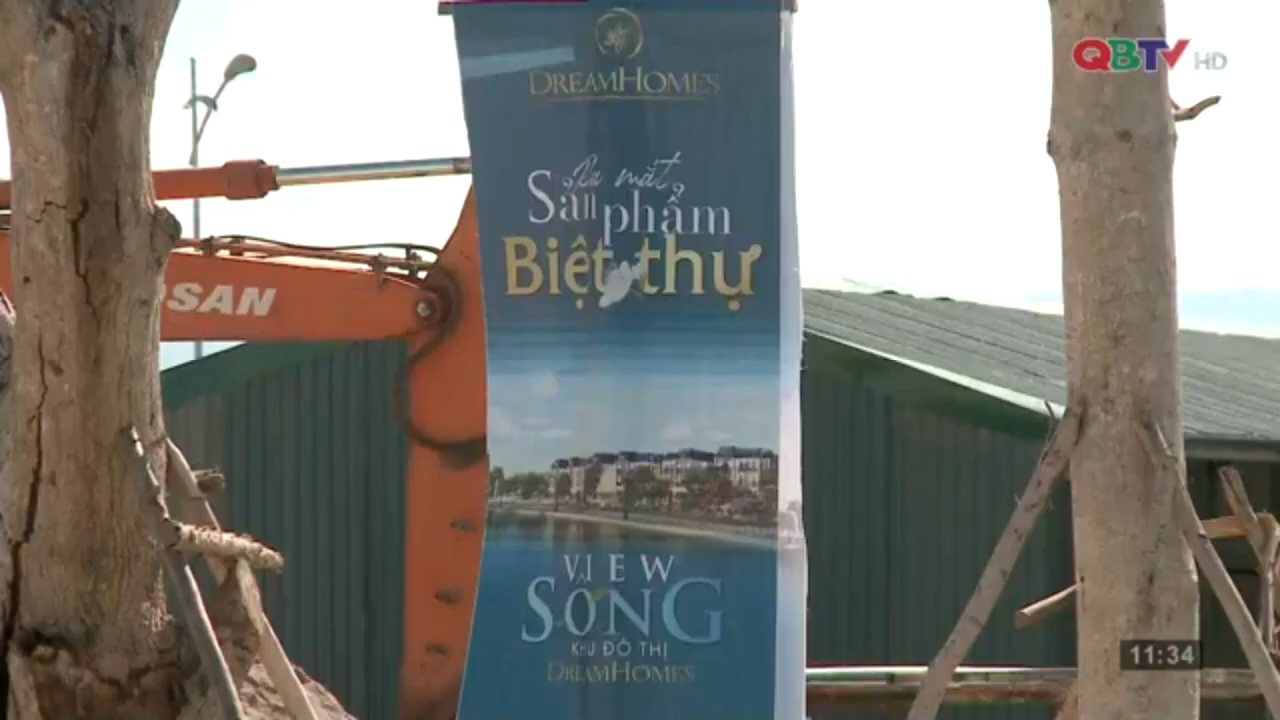 QBTV HD
DREAMHOMES
Ra mắt
Sản phẩm
Biệt thự
SAN
VIEW
SÔNG
KHU ĐÔ THỊ
DREAMHOMES
11:34